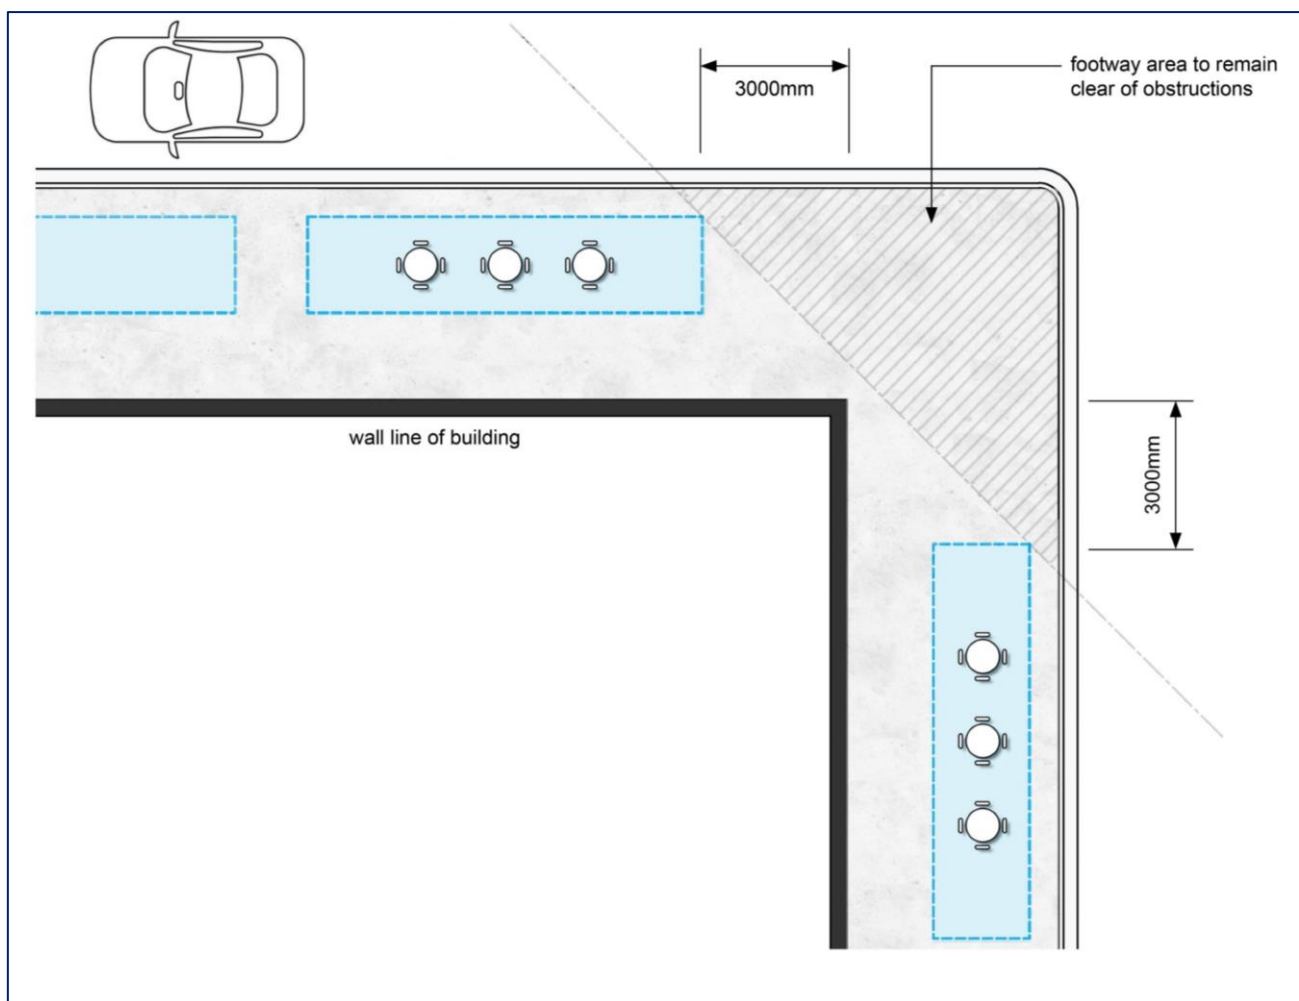 3000mm
footway area to remain
clear of obstructions
wall line of building
3000mm